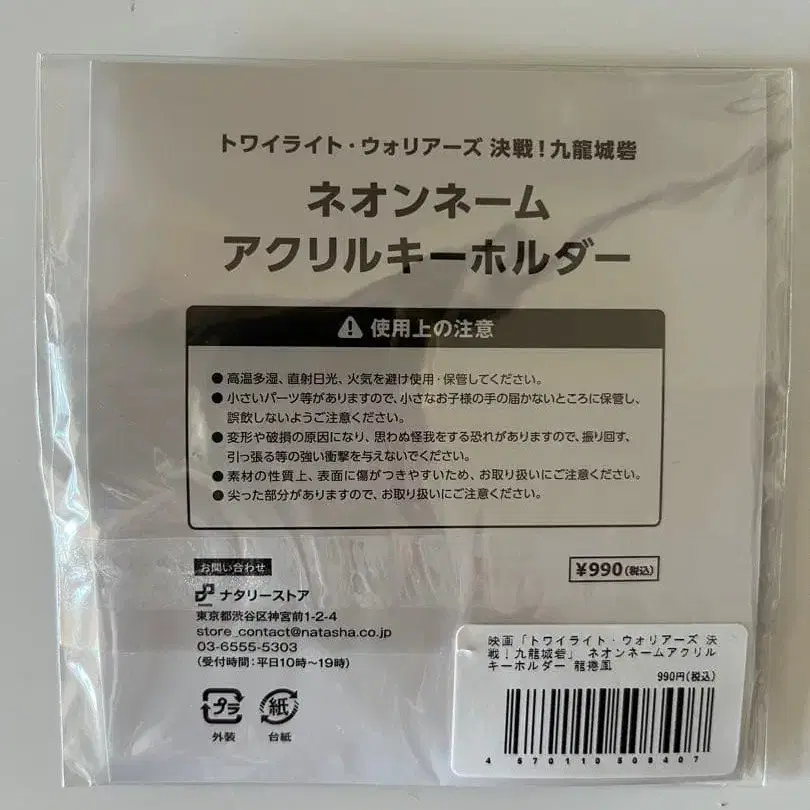 トワイライト・ウォリアーズ 決戦！九龍城砦
ネオンネーム
アクリルキーホルダー
使用上の注意
●高温多湿、直射日光、火気を避け使用・保管してください。
●小さいパーツ等がありますので、小さなお子様の手の届かないところに保管し、
誤飲しないようご注意ください。
●変形や破損の原因になり、思わぬ怪我をする恐れがありますので、振り回す、
引っ張る等の強い衝撃を与えないでください。
●素材の性質上、表面に傷がつきやすいため、お取り扱いにご注意ください。
●尖った部分がありますので、お取り扱いにご注意ください。
お問い合わせ
¥990(税込)
ナタリーストア
東京都渋谷区神宮前1-2-4
store_contact@natasha.co.jp
03-6555-5303
(受付時間：平日10時〜19時)
プラ 紙
外装 台紙
映画「トワイライト・ウォリアーズ 決
戦！九龍城砦」 ネオンネームアクリル
キーホルダー 龍捲風
990円(税込)
4570110508407